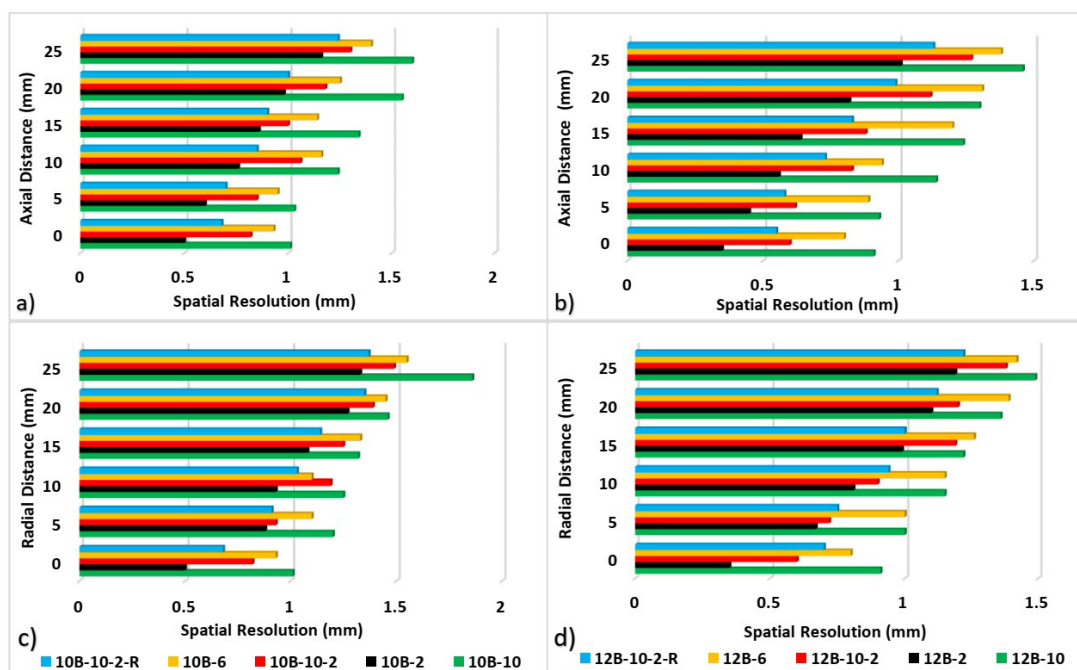 25
20
15
10
5
0
Axial Distance (mm)
0 0.5 1 1.5 2
Spatial Resolution (mm)
a)
25
20
15
10
5
0
Axial Distance (mm)
0 0.5 1 1.5
Spatial Resolution (mm)
b)
25
20
15
10
5
0
Radial Distance (mm)
0 0.5 1 1.5 2
Spatial Resolution (mm)
c)
10B-10-2-R 10B-6 10B-10-2 10B-2 10B-10
25
20
15
10
5
0
Radial Distance (mm)
0 0.5 1 1.5
Spatial Resolution (mm)
d)
12B-10-2-R 12B-6 12B-10-2 12B-2 12B-10